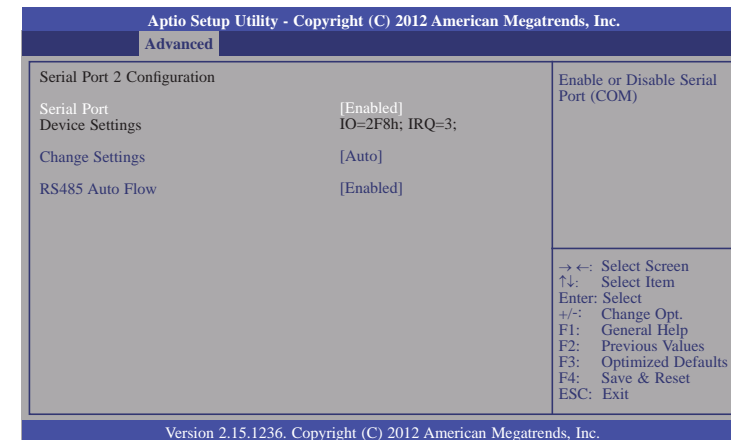 Aptio Setup Utility - Copyright (C) 2012 American Megatrends, Inc.
Advanced
Serial Port 2 Configuration
Serial Port [Enabled]
Device Settings IO=2F8h; IRQ=3;
Change Settings [Auto]
RS485 Auto Flow [Enabled]
Enable or Disable Serial
Port (COM)
→←: Select Screen
↑↓: Select Item
Enter: Select
+/-: Change Opt.
F1: General Help
F2: Previous Values
F3: Optimized Defaults
F4: Save & Reset
ESC: Exit
Version 2.15.1236. Copyright (C) 2012 American Megatrends, Inc.